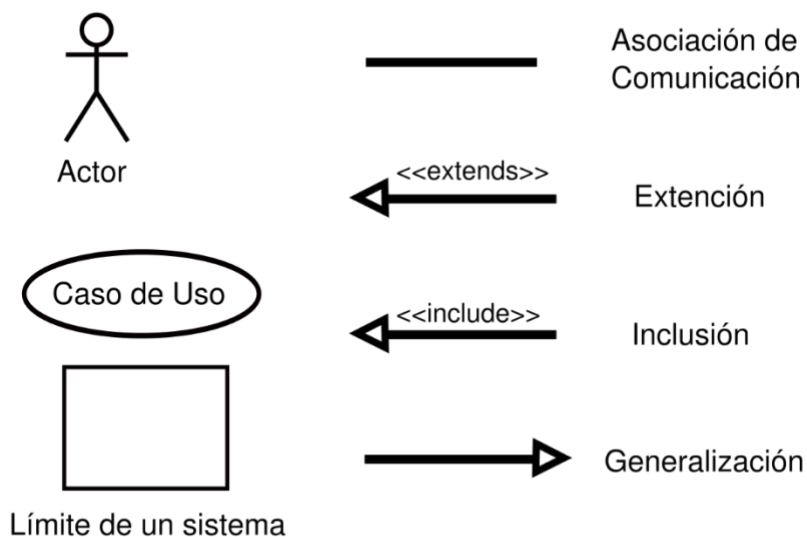 Actor
Caso de Uso
Límite de un sistema
Asociación de
Comunicación
<<extends>>
Extención
<<include>>
Inclusión
Generalización